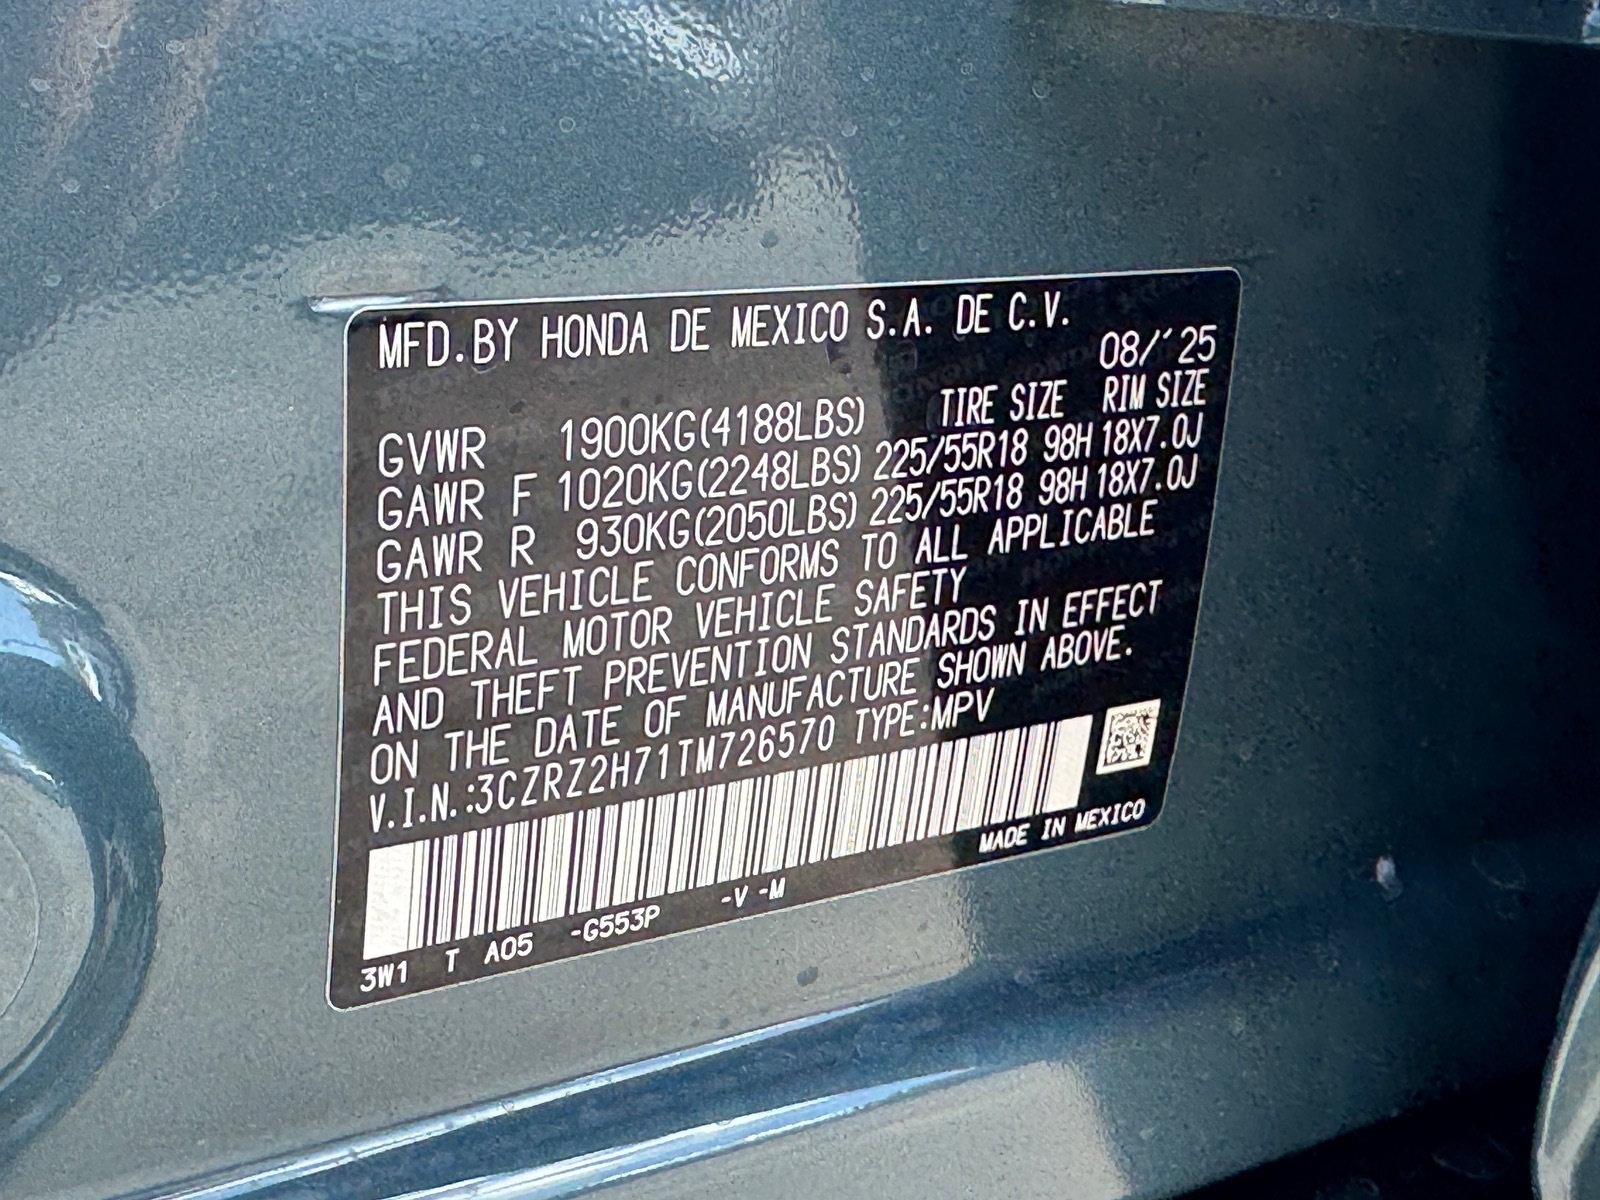 MFD.BY HONDA DE MEXICO S.A. DE C.V.
08/´25
TIRE SIZE RIM SIZE
GVWR 1900KG(4188LBS)
GAWR F 1020KG(2248LBS) 225/55R18 98H 18X7.0J
GAWR R 930KG(2050LBS) 225/55R18 98H 18X7.0J
THIS VEHICLE CONFORMS TO ALL APPLICABLE
FEDERAL MOTOR VEHICLE SAFETY
AND THEFT PREVENTION STANDARDS IN EFFECT
ON THE DATE OF MANUFACTURE SHOWN ABOVE.
V.I.N.:3CZRZ2H71TM726570 TYPE:MPV
MADE IN MEXICO
3W1 T A05 -G553P -V -M